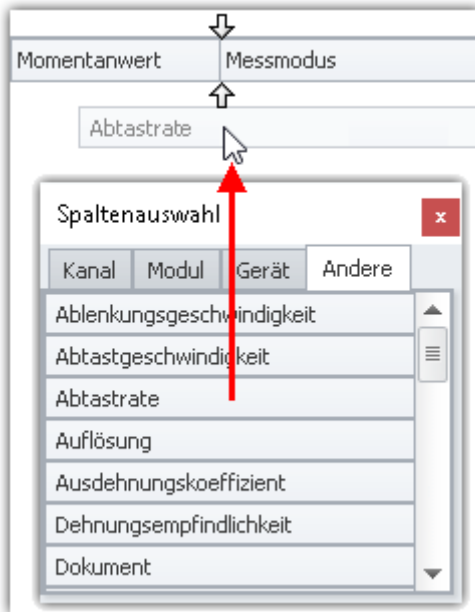 Momentanwert Messmodus
Abtastrate
Spaltenauswahl x
Kanal Modul Gerät Andere
Ablenkungsgeschwindigkeit
Abtastgeschwindigkeit
Abtastrate
Auflösung
Ausdehnungskoeffizient
Dehnungsempfindlichkeit
Dokument